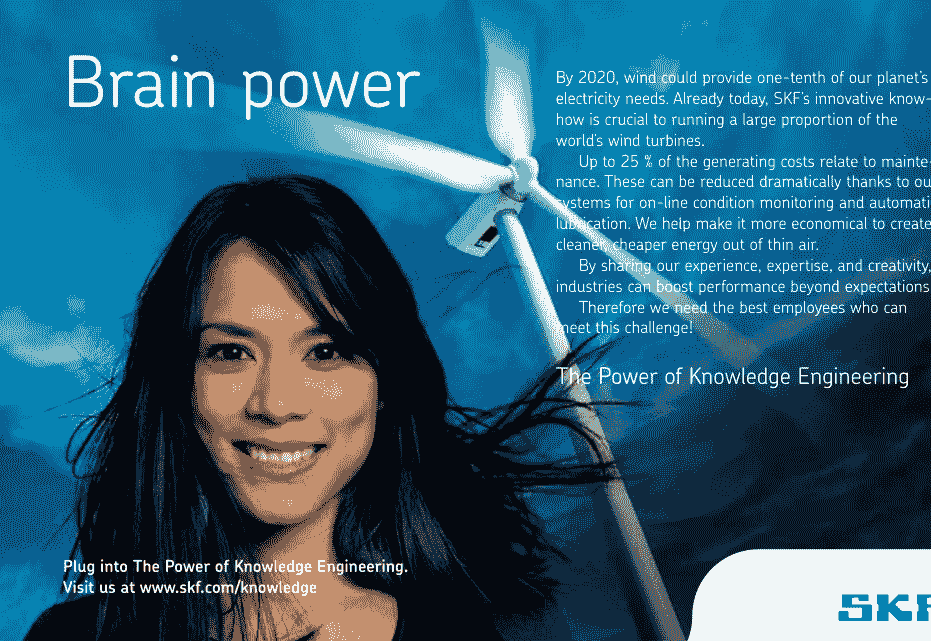 Brain power
By 2020, wind could provide one-tenth of our planet's
electricity needs. Already today, SKF's innovative know-
how is crucial to running a large proportion of the
world's wind turbines.
Up to 25 % of the generating costs relate to mainte-
nance. These can be reduced dramatically thanks to ou
systems for on-line condition monitoring and automati
lubrication. We help make it more economical to create
cleaner, cheaper energy out of thin air.
By sharing our experience, expertise, and creativity,
industries can boost performance beyond expectations
Therefore we need the best employees who can
meet this challenge!
The Power of Knowledge Engineering
Plug into The Power of Knowledge Engineering.
Visit us at www.skf.com/knowledge
SKF